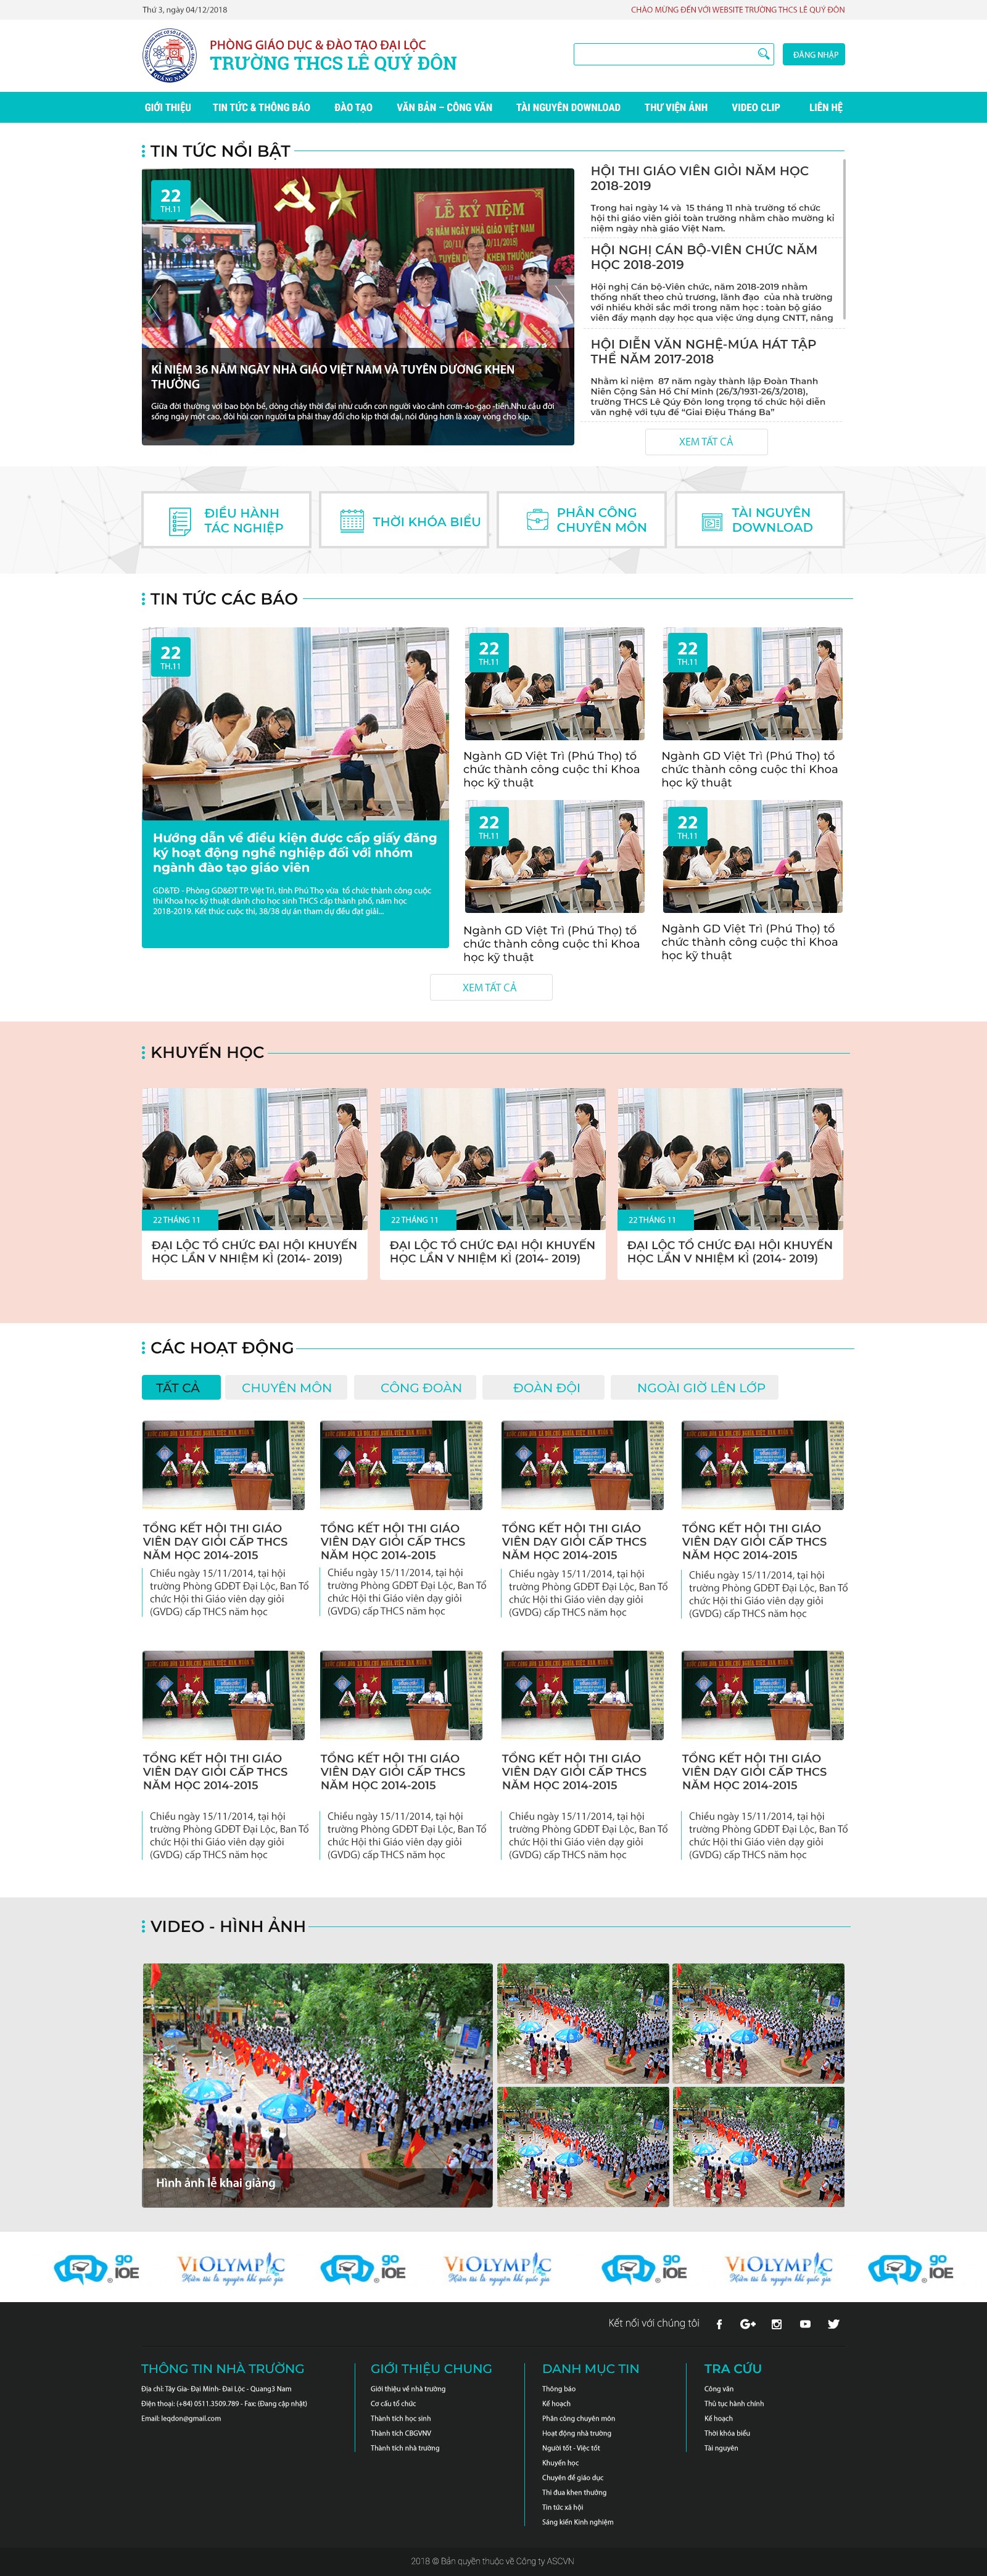 Thứ 3, ngày 04/12/2018
CHÀO MỪNG ĐẾN VỚI WEBSITE TRƯỜNG THCS LÊ QUÝ ĐÔN
PHÒNG GIÁO DỤC & ĐÀO TẠO ĐẠI LỘC
TRƯỜNG THCS LÊ QUÝ ĐÔN
ĐĂNG NHẬP
GIỚI THIỆU
TIN TỨC & THÔNG BÁO
ĐÀO TẠO
VĂN BẢN – CÔNG VĂN
TÀI NGUYÊN DOWNLOAD
THƯ VIỆN ẢNH
VIDEO CLIP
LIÊN HỆ
TIN TỨC NỔI BẬT
22
TH.11
LỄ KỶ NIỆM
36 NĂM NGÀY NHÀ GIÁO VIỆT NAM
KỈ NIỆM 36 NĂM NGÀY NHÀ GIÁO VIỆT NAM VÀ TUYÊN DƯƠNG KHEN
THƯỞNG
Giữa đời thường với bao bộn bề, dòng chảy thời đại như cuốn con người vào cảnh cơm-áo-gạo -tiền.Nhu cầu đời
sống ngày một cao, đòi hỏi con người ta phải thay đổi cho kịp thời đại, nói đúng hơn là xoay vòng cho kịp.
HỘI THI GIÁO VIÊN GIỎI NĂM HỌC
2018-2019
Trong hai ngày 14 và 15 tháng 11 nhà trường tổ chức
hội thi giáo viên giỏi toàn trường nhằm chào mường kỉ
niệm ngày nhà giáo Việt Nam.
HỘI NGHỊ CÁN BỘ-VIÊN CHỨC NĂM
HỌC 2018-2019
Hội nghị Cán bộ-Viên chức, năm 2018-2019 nhằm
thống nhất theo chủ trương, lãnh đạo của nhà trường
với nhiều khởi sắc mới trong năm học : toàn bộ giáo
viên đẩy mạnh dạy học qua việc ứng dụng CNTT, nâng
HỘI DIỄN VĂN NGHỆ-MÚA HÁT TẬP
THỂ NĂM 2017-2018
Nhằm kỉ niệm 87 năm ngày thành lập Đoàn Thanh
Niên Cộng Sản Hồ Chí Minh (26/3/1931-26/3/2018),
trường THCS Lê Qúy Đôn long trọng tổ chức hội diễn
văn nghệ với tựu đề “Giai Điệu Tháng Ba”
XEM TẤT CẢ
ĐIỀU HÀNH
TÁC NGHIỆP
THỜI KHÓA BIỂU
PHÂN CÔNG
CHUYÊN MÔN
TÀI NGUYÊN
DOWNLOAD
TIN TỨC CÁC BÁO
22
TH.11
Hướng dẫn về điều kiện được cấp giấy đăng
ký hoạt động nghề nghiệp đối với nhóm
ngành đào tạo giáo viên
GD&TĐ - Phòng GD&ĐT TP. Việt Trì, tỉnh Phú Thọ vừa tổ chức thành công cuộc
thi Khoa học kỹ thuật dành cho học sinh THCS cấp thành phố, năm học
2018-2019. Kết thúc cuộc thi, 38/38 dự án tham dự đều đạt giải...
22
TH.11
Ngành GD Việt Trì (Phú Thọ) tổ
chức thành công cuộc thi Khoa
học kỹ thuật
22
TH.11
Ngành GD Việt Trì (Phú Thọ) tổ
chức thành công cuộc thi Khoa
học kỹ thuật
22
TH.11
Ngành GD Việt Trì (Phú Thọ) tổ
chức thành công cuộc thi Khoa
học kỹ thuật
22
TH.11
Ngành GD Việt Trì (Phú Thọ) tổ
chức thành công cuộc thi Khoa
học kỹ thuật
XEM TẤT CẢ
KHUYẾN HỌC
22 THÁNG 11
ĐẠI LỘC TỔ CHỨC ĐẠI HỘI KHUYẾN
HỌC LẦN V NHIỆM KÌ (2014- 2019)
22 THÁNG 11
ĐẠI LỘC TỔ CHỨC ĐẠI HỘI KHUYẾN
HỌC LẦN V NHIỆM KÌ (2014- 2019)
22 THÁNG 11
ĐẠI LỘC TỔ CHỨC ĐẠI HỘI KHUYẾN
HỌC LẦN V NHIỆM KÌ (2014- 2019)
CÁC HOẠT ĐỘNG
TẤT CẢ
CHUYÊN MÔN
CÔNG ĐOÀN
ĐOÀN ĐỘI
NGOÀI GIỜ LÊN LỚP
TỔNG KẾT HỘI THI GIÁO
VIÊN DẠY GIỎI CẤP THCS
NĂM HỌC 2014-2015
Chiều ngày 15/11/2014, tại hội
trường Phòng GDĐT Đại Lộc, Ban Tổ
chức Hội thi Giáo viên dạy giỏi
(GVDG) cấp THCS năm học
TỔNG KẾT HỘI THI GIÁO
VIÊN DẠY GIỎI CẤP THCS
NĂM HỌC 2014-2015
Chiều ngày 15/11/2014, tại hội
trường Phòng GDĐT Đại Lộc, Ban Tổ
chức Hội thi Giáo viên dạy giỏi
(GVDG) cấp THCS năm học
TỔNG KẾT HỘI THI GIÁO
VIÊN DẠY GIỎI CẤP THCS
NĂM HỌC 2014-2015
Chiều ngày 15/11/2014, tại hội
trường Phòng GDĐT Đại Lộc, Ban Tổ
chức Hội thi Giáo viên dạy giỏi
(GVDG) cấp THCS năm học
TỔNG KẾT HỘI THI GIÁO
VIÊN DẠY GIỎI CẤP THCS
NĂM HỌC 2014-2015
Chiều ngày 15/11/2014, tại hội
trường Phòng GDĐT Đại Lộc, Ban Tổ
chức Hội thi Giáo viên dạy giỏi
(GVDG) cấp THCS năm học
TỔNG KẾT HỘI THI GIÁO
VIÊN DẠY GIỎI CẤP THCS
NĂM HỌC 2014-2015
Chiều ngày 15/11/2014, tại hội
trường Phòng GDĐT Đại Lộc, Ban Tổ
chức Hội thi Giáo viên dạy giỏi
(GVDG) cấp THCS năm học
TỔNG KẾT HỘI THI GIÁO
VIÊN DẠY GIỎI CẤP THCS
NĂM HỌC 2014-2015
Chiều ngày 15/11/2014, tại hội
trường Phòng GDĐT Đại Lộc, Ban Tổ
chức Hội thi Giáo viên dạy giỏi
(GVDG) cấp THCS năm học
TỔNG KẾT HỘI THI GIÁO
VIÊN DẠY GIỎI CẤP THCS
NĂM HỌC 2014-2015
Chiều ngày 15/11/2014, tại hội
trường Phòng GDĐT Đại Lộc, Ban Tổ
chức Hội thi Giáo viên dạy giỏi
(GVDG) cấp THCS năm học
TỔNG KẾT HỘI THI GIÁO
VIÊN DẠY GIỎI CẤP THCS
NĂM HỌC 2014-2015
Chiều ngày 15/11/2014, tại hội
trường Phòng GDĐT Đại Lộc, Ban Tổ
chức Hội thi Giáo viên dạy giỏi
(GVDG) cấp THCS năm học
VIDEO - HÌNH ẢNH
Hình ảnh lễ khai giảng
go IOE
ViOLYMPIC
Hiền tài là nguyên khí quốc gia
go IOE
ViOLYMPIC
Hiền tài là nguyên khí quốc gia
go IOE
ViOLYMPIC
Hiền tài là nguyên khí quốc gia
go IOE
Kết nối với chúng tôi
THÔNG TIN NHÀ TRƯỜNG
Địa chỉ: Tây Gia- Đại Minh- Đại Lộc - Quang3 Nam
Điện thoại: (+84) 0511.3509.789 - Fax: (Đang cập nhật)
Email: leqdon@gmail.com
GIỚI THIỆU CHUNG
Giới thiệu về nhà trường
Cơ cấu tổ chức
Thành tích học sinh
Thành tích CBGVNV
Thành tích nhà trường
DANH MỤC TIN
Thông báo
Kế hoạch
Phân công chuyên môn
Hoạt động nhà trường
Người tốt - Việc tốt
Khuyến học
Chuyên đề giáo dục
Thi đua khen thưởng
Tin tức xã hội
Sáng kiến Kinh nghiệm
TRA CỨU
Công văn
Thủ tục hành chính
Kế hoạch
Thời khóa biểu
Tài nguyên
2018 © Bản quyền thuộc về Công ty ASCVN